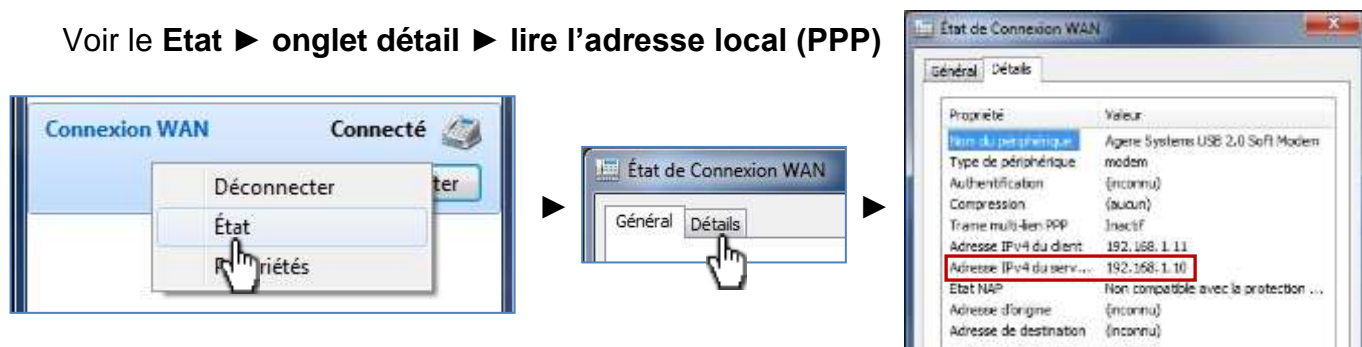 Voir le Etat ► onglet détail ► lire l’adresse local (PPP)
Connexion WAN Connecté
ter
Déconnecter
État
riétés
►
État de Connexion WAN
Général Détails
►
État de Connexion WAN
Général Détails
Propriété Valeur
Nom du périphérique Agere Systems USB 2.0 Soft Modem
Type de périphérique modem
Authentification (inconnu)
Compression (aucun)
Trame multi-lien PPP Inactif
Adresse IPv4 du client 192.168.1.11
Adresse IPv4 du serv... 192.168.1.10
État NAP Non compatible avec la protection ...
Adresse d'origine (inconnu)
Adresse de destination (inconnu)